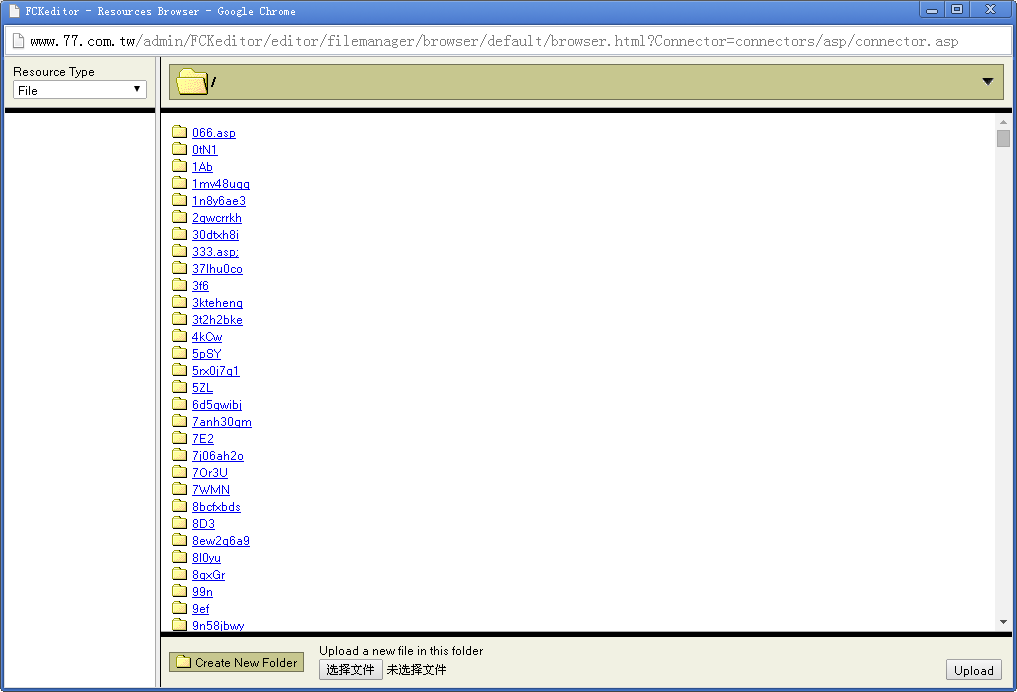 FCKeditor - Resources Browser - Google Chrome
www.77.com.tw/admin/FCKeditor/editor/filemanager/browser/default/browser.html?Connector=connectors/asp/connector.asp
Resource Type
File
/
066.asp
0tN1
1Ab
1mv48ugg
1n8y6ae3
2qwcrrkh
30dtxh8i
333.asp;
37lhu0co
3f6
3kteheng
3t2h2bke
4kCw
5pSY
5rx0j7q1
5ZL
6d5qwibj
7anh30qm
7E2
7j06ah2o
7Or3U
7WMN
8bcfxbds
8D3
8ew2g6a9
8l0yu
8qxGr
99n
9ef
9n58jbwy
Create New Folder
Upload a new file in this folder
选择文件 未选择文件
Upload